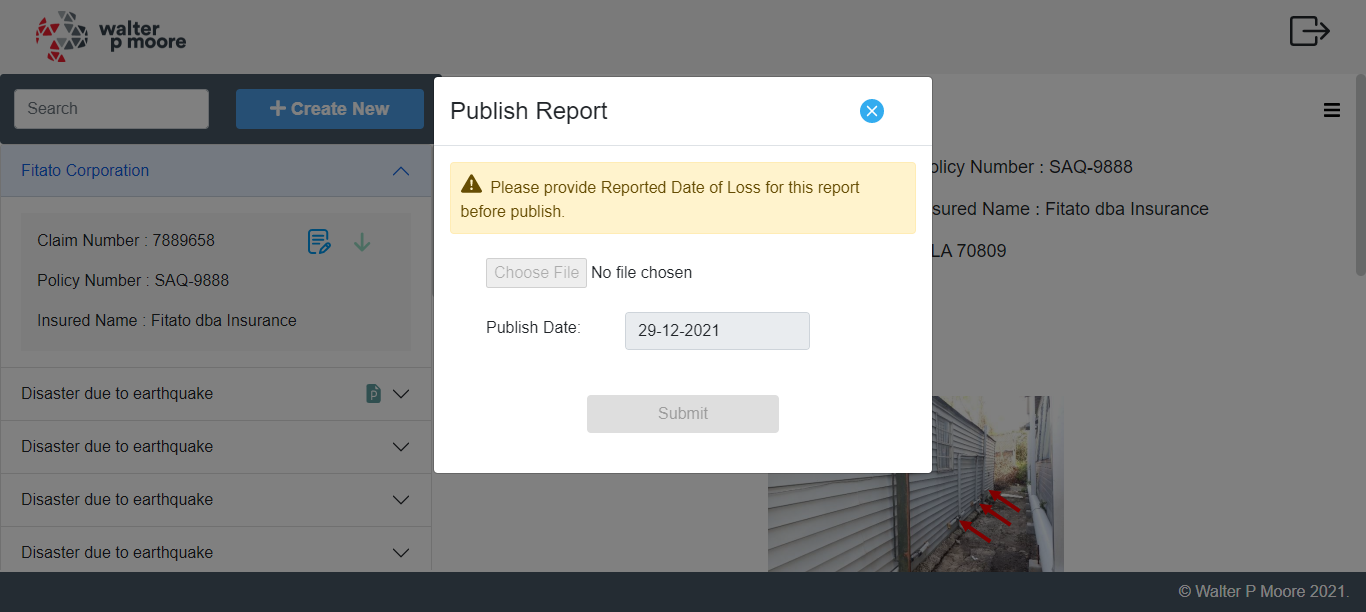 walter
p moore
Search
Create New
Fitato Corporation
Claim Number : 7889658
Policy Number : SAQ-9888
Insured Name : Fitato dba Insurance
Disaster due to earthquake
P
Disaster due to earthquake
Disaster due to earthquake
Disaster due to earthquake
Publish Report
Please provide Reported Date of Loss for this report
before publish.
Choose File No file chosen
Publish Date: 29-12-2021
Submit
olicy Number : SAQ-9888
sured Name : Fitato dba Insurance
LA 70809
© Walter P Moore 2021.